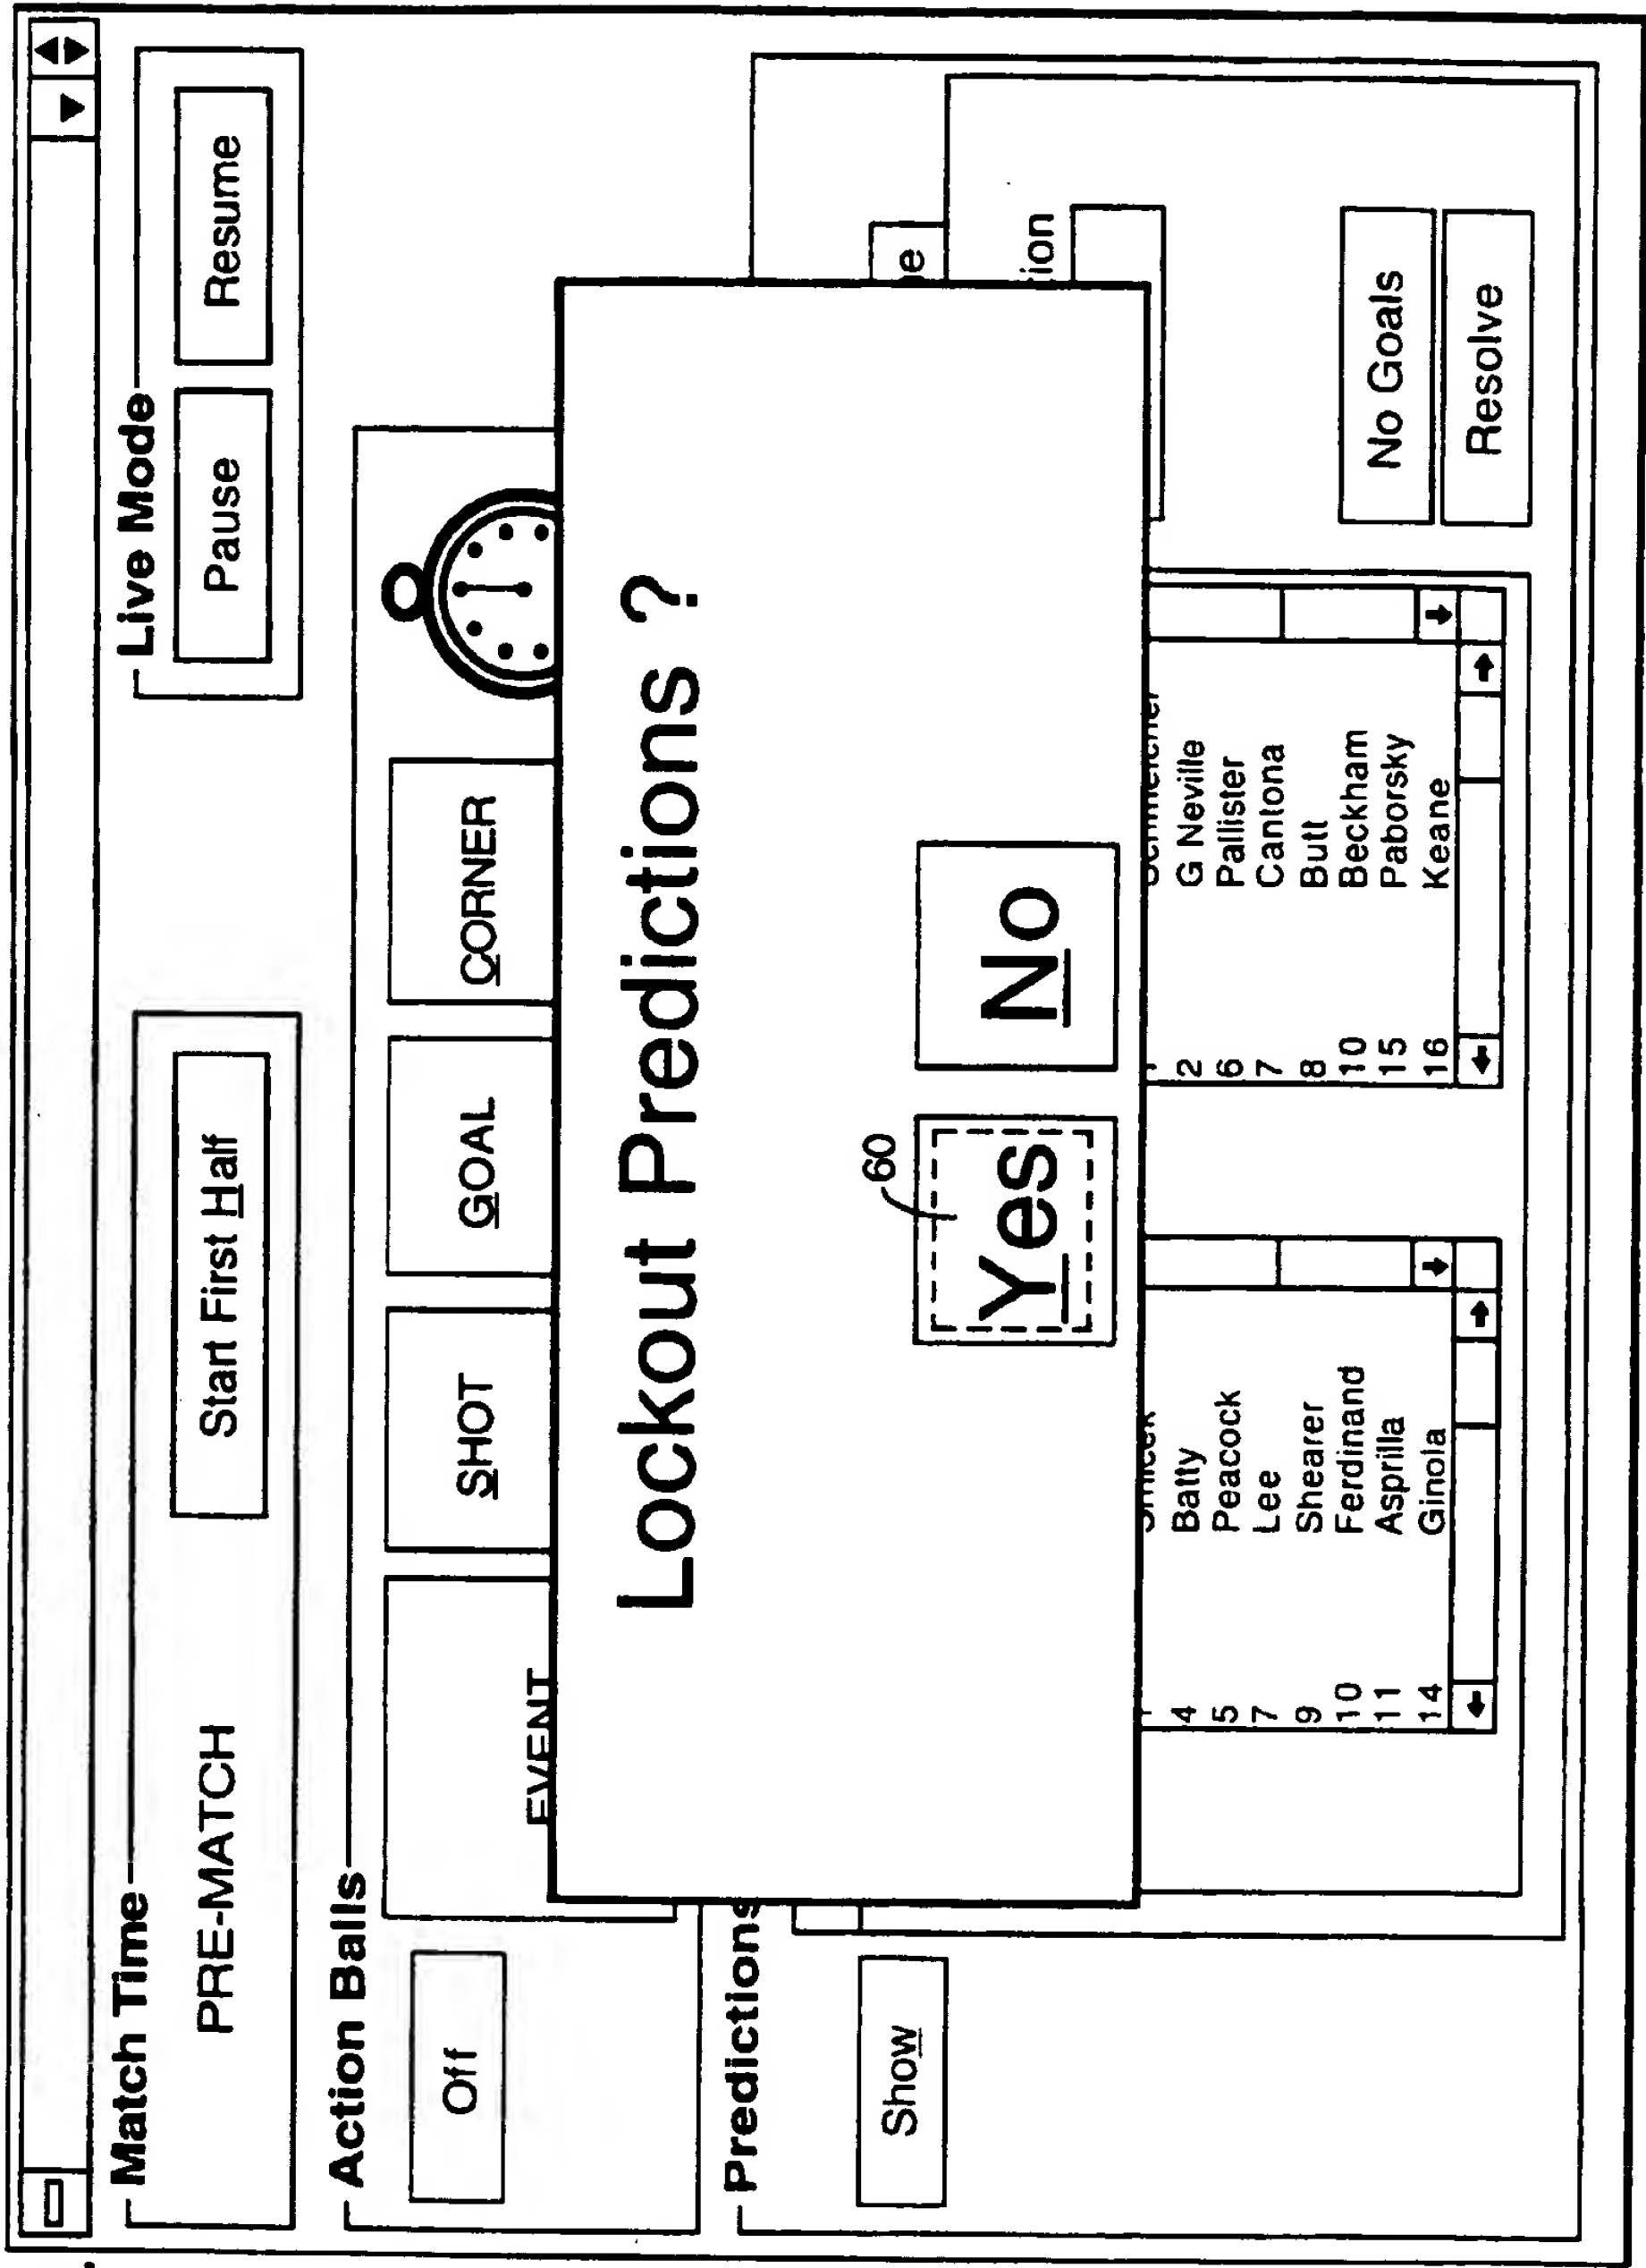 Match Time
PRE-MATCH
Start First Half
Live Mode
Pause
Resume
Action Balls
Off
EVENT
SHOT
GOAL
CORNER
Lockout Predictions ?
60
Yes
No
Predictions
Show
4 Batty
5 Peacock
7 Lee
9 Shearer
10 Ferdinand
11 Asprilla
14 Ginola
2 G Neville
6 Pallister
7 Cantona
8 Butt
10 Beckham
15 Paborsky
16 Keane
e
ion
No Goals
Resolve